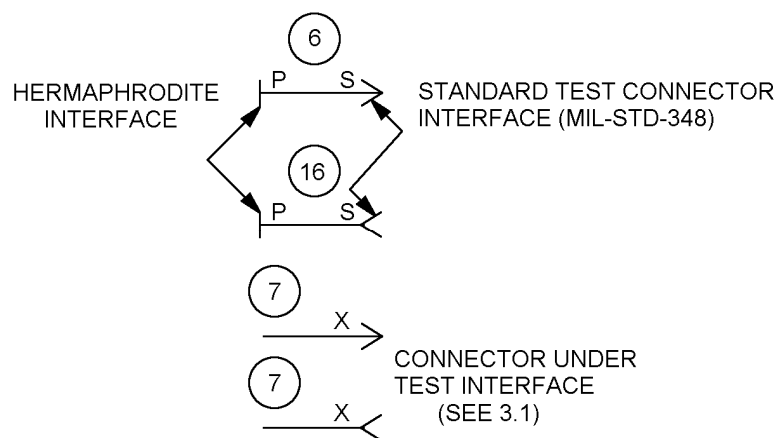 6
P S
HERMAPHRODITE
INTERFACE
STANDARD TEST CONNECTOR
INTERFACE (MIL-STD-348)
16
P S
7
X
CONNECTOR UNDER
TEST INTERFACE
(SEE 3.1)
7
X